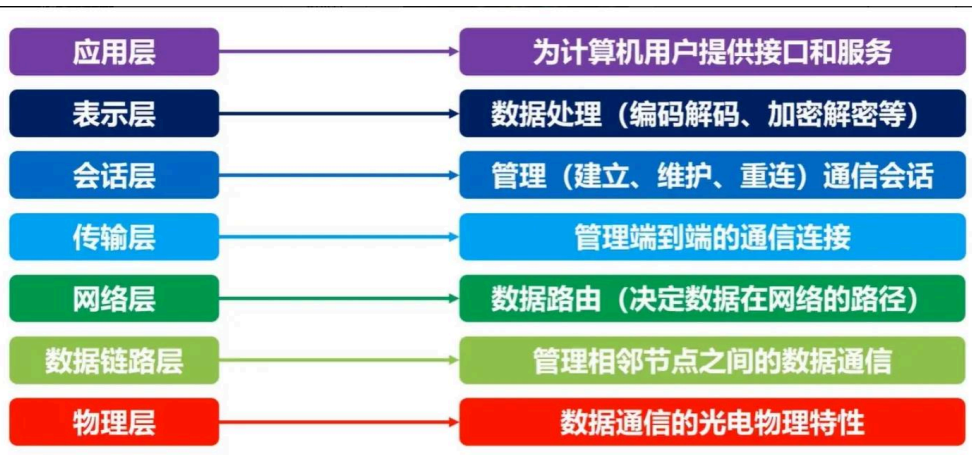 应用层
为计算机用户提供接口和服务
表示层
数据处理（编码解码、加密解密等）
会话层
管理（建立、维护、重连）通信会话
传输层
管理端到端的通信连接
网络层
数据路由（决定数据在网络的路径）
数据链路层
管理相邻节点之间的数据通信
物理层
数据通信的光电物理特性